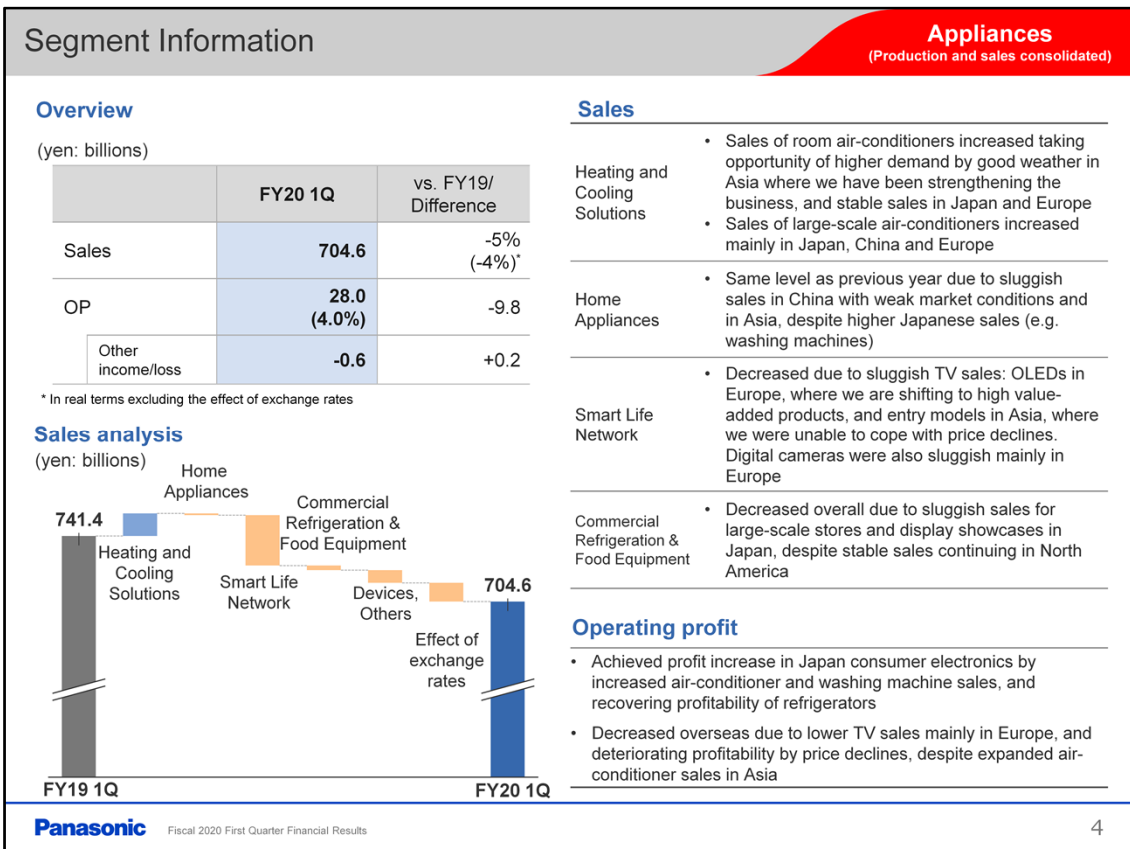 Segment Information
Appliances
(Production and sales consolidated)
Overview
(yen: billions)
FY20 1Q
vs. FY19/
Difference
Sales
704.6
-5%
(-4%)*
OP
28.0
(4.0%)
-9.8
Other
income/loss
-0.6
+0.2
* In real terms excluding the effect of exchange rates
Sales analysis
(yen: billions)
Home
Appliances
Commercial
Refrigeration &
Food Equipment
741.4
Heating and
Cooling
Solutions
Smart Life
Network
Devices,
Others
704.6
Effect of
exchange
rates
FY19 1Q
FY20 1Q
Sales
Heating and
Cooling
Solutions
• Sales of room air-conditioners increased taking
opportunity of higher demand by good weather in
Asia where we have been strengthening the
business, and stable sales in Japan and Europe
• Sales of large-scale air-conditioners increased
mainly in Japan, China and Europe
Home
Appliances
• Same level as previous year due to sluggish
sales in China with weak market conditions and
in Asia, despite higher Japanese sales (e.g.
washing machines)
Smart Life
Network
• Decreased due to sluggish TV sales: OLEDs in
Europe, where we are shifting to high value-
added products, and entry models in Asia, where
we were unable to cope with price declines.
Digital cameras were also sluggish mainly in
Europe
Commercial
Refrigeration &
Food Equipment
• Decreased overall due to sluggish sales for
large-scale stores and display showcases in
Japan, despite stable sales continuing in North
America
Operating profit
• Achieved profit increase in Japan consumer electronics by
increased air-conditioner and washing machine sales, and
recovering profitability of refrigerators
• Decreased overseas due to lower TV sales mainly in Europe, and
deteriorating profitability by price declines, despite expanded air-
conditioner sales in Asia
Panasonic
Fiscal 2020 First Quarter Financial Results
4